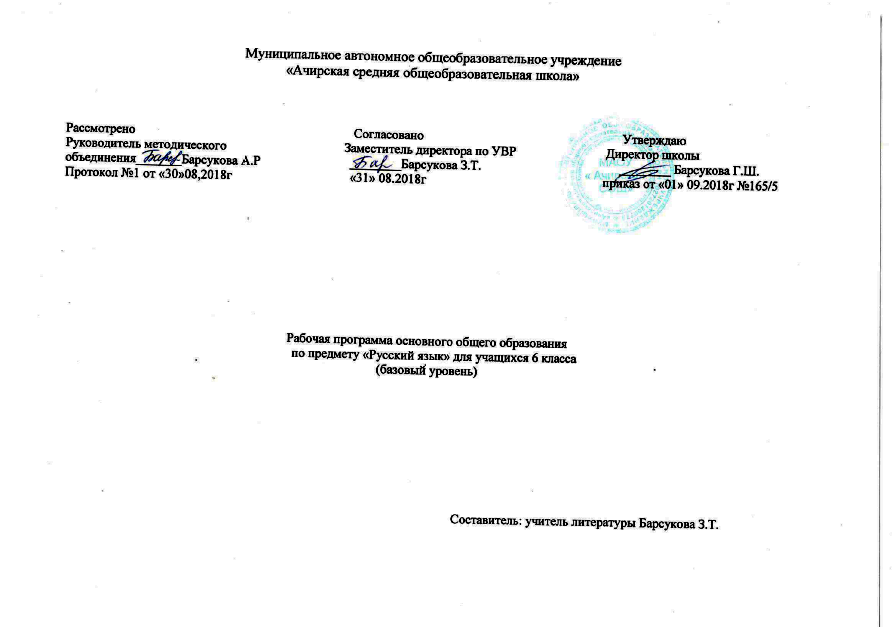 Муниципальное автономное общеобразовательное учреждение
«Ачирская средняя общеобразовательная школа»
Рассмотрено
Руководитель методического
объединения Барсукова А.Р
Протокол №1 от «30»08,2018г
Согласовано
Заместитель директора по УВР
Барсукова З.Т.
«31» 08.2018г
Утверждаю
Директор школы
Барсукова Г.Ш.
приказ от «01» 09.2018г №165/5
Рабочая программа основного общего образования
по предмету «Русский язык» для учащихся 6 класса
(базовый уровень)
Составитель: учитель литературы Барсукова З.Т.